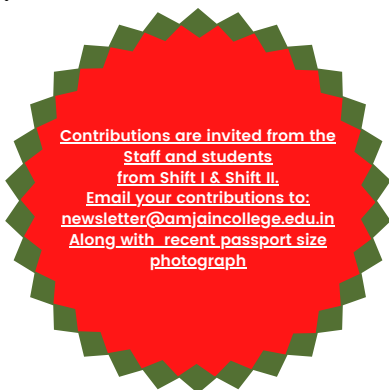 Contributions are invited from the
Staff and students
from Shift I & Shift II.
Email your contributions to:
newsletter@amjaincollege.edu.in
Along with  recent passport size
photograph